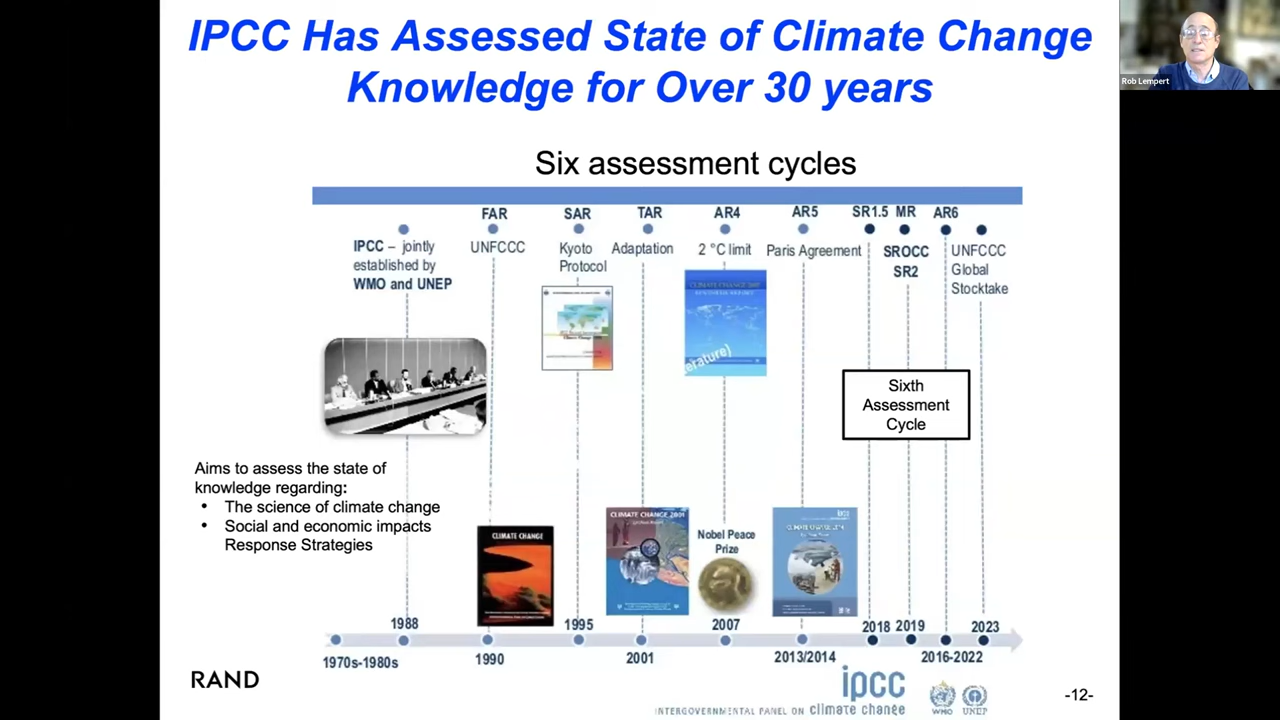 IPCC Has Assessed State of Climate Change
Knowledge for Over 30 years
Rob Lempert
Six assessment cycles
FAR
SAR
TAR
AR4
AR5
SR1.5
MR
AR6
IPCC – jointly
established by
WMO and UNEP
UNFCCC
Kyoto
Protocol
Adaptation
2 °C limit
Paris Agreement
SROCC
SR2
UNFCCC
Global
Stocktake
CLIMATE CHANGE 2007
erature)
Sixth
Assessment
Cycle
Aims to assess the state of
knowledge regarding:
• The science of climate change
• Social and economic impacts
Response Strategies
CLIMATE CHANGE
CLIMATE CHANGE 2001
Nobel Peace
Prize
1988
1995
2007
2018
2019
2023
1970s-1980s
1990
2001
2013/2014
2016-2022
RAND
ipcc
INTERGOVERNMENTAL PANEL ON climate change
WMO
UNEP
-12-